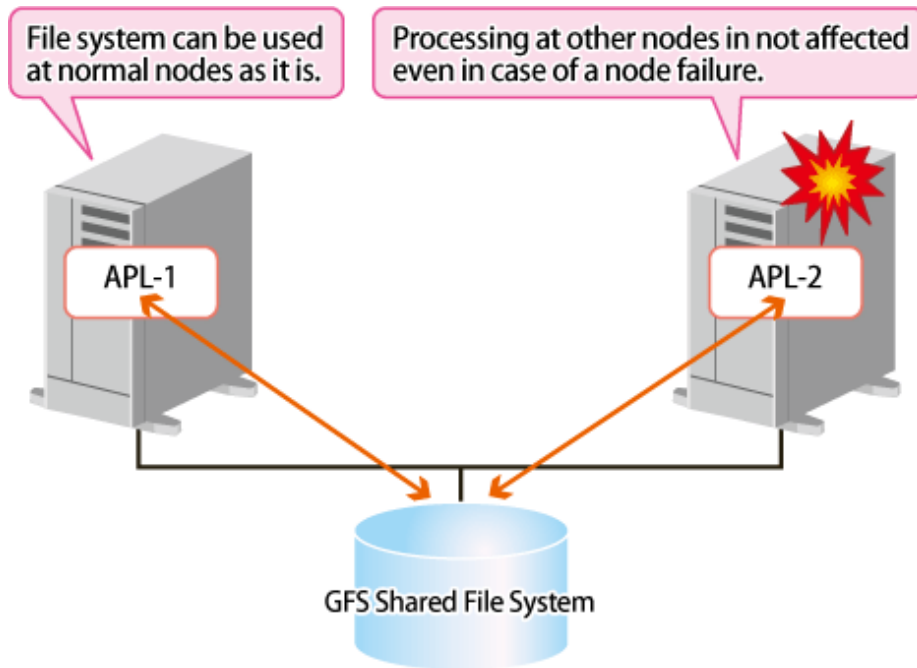 File system can be used
at normal nodes as it is.
Processing at other nodes in not affected
even in case of a node failure.
APL-1
APL-2
GFS Shared File System